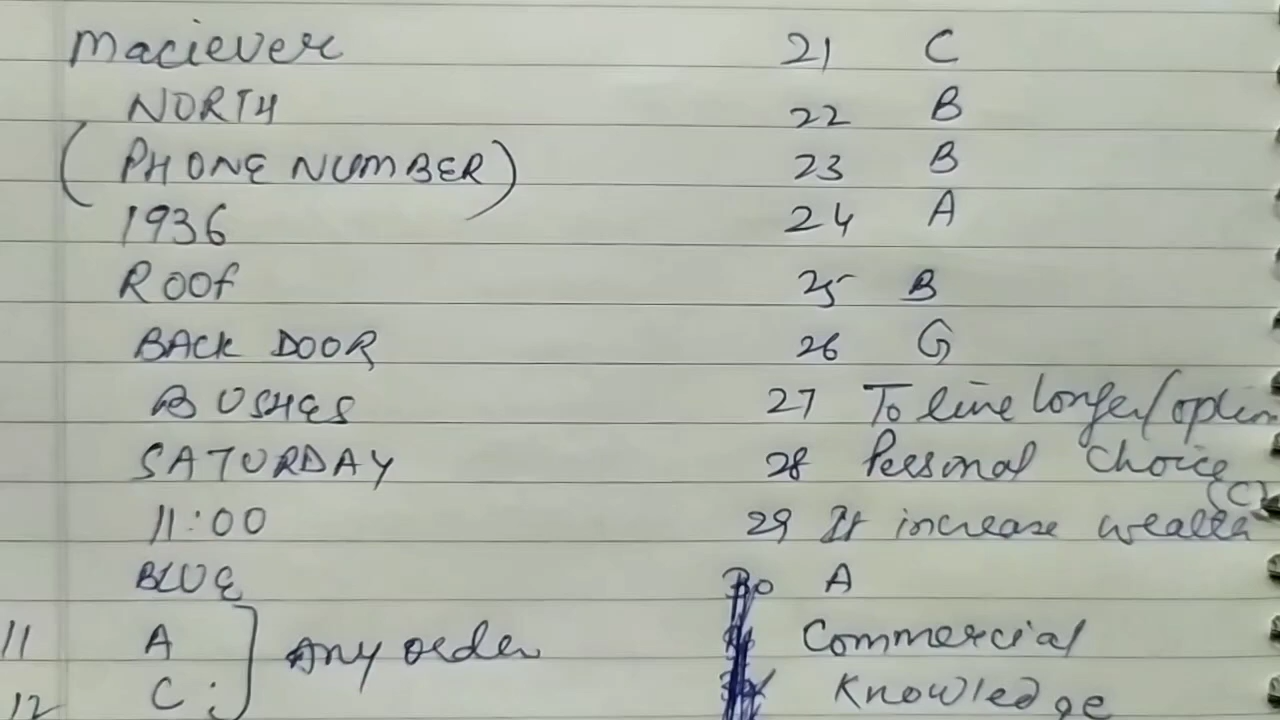 Maciever
NORTH
(PHONE NUMBER)
1936
Roof
BACK DOOR
BUSHES
SATURDAY
11:00
BLUE
11 A
12 C
Any order
21 C
22 B
23 B
24 A
25 B
26 G
27 To live longer/
28 Personal Choice
(C)
29 It increase wealth
30 A
Commercial
Knowledge